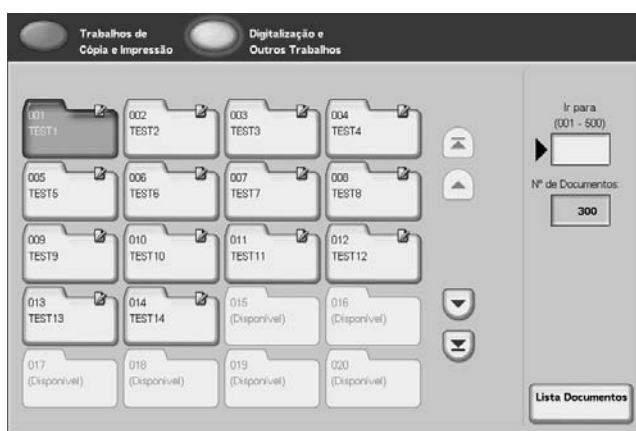 Trabalhos de
Cópia e Impressão
Digitalização e
Outros Trabalhos
001
TEST1
002
TEST2
003
TEST3
004
TEST4
005
TEST5
006
TEST6
007
TEST7
008
TEST8
009
TEST9
010
TEST10
011
TEST11
012
TEST12
013
TEST13
014
TEST14
015
(Disponível)
016
(Disponível)
017
(Disponível)
018
(Disponível)
019
(Disponível)
020
(Disponível)
Ir para
(001 - 500)
Nº de Documentos:
300
Lista Documentos